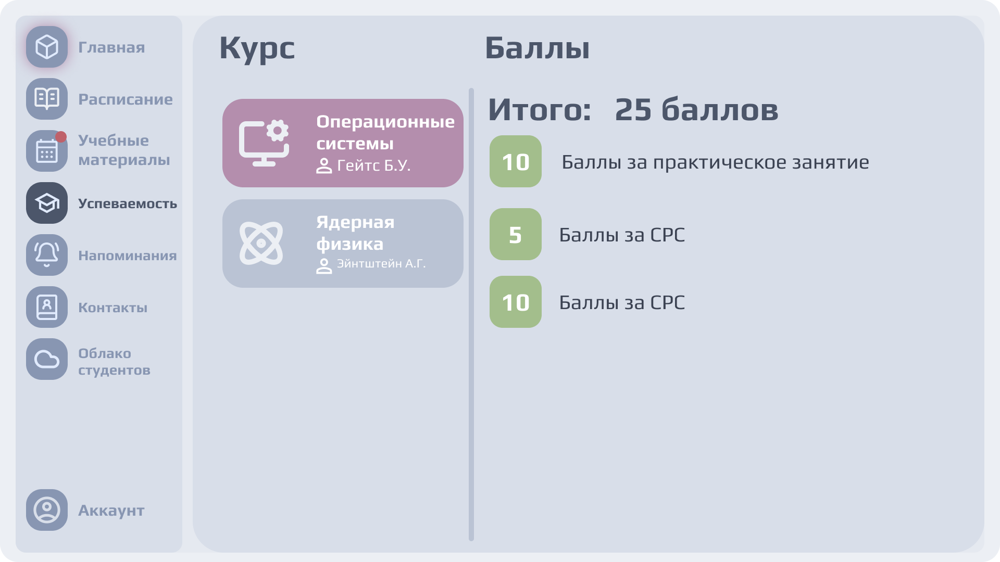 Главная
Расписание
Учебные
материалы
Успеваемость
Напоминания
Контакты
Облако
студентов
Аккаунт
Курс
Операционные
системы
Гейтс Б.У.
Ядерная
физика
Эйнтштейн А.Г.
Баллы
Итого: 25 баллов
10 Баллы за практическое занятие
5 Баллы за СРС
10 Баллы за СРС